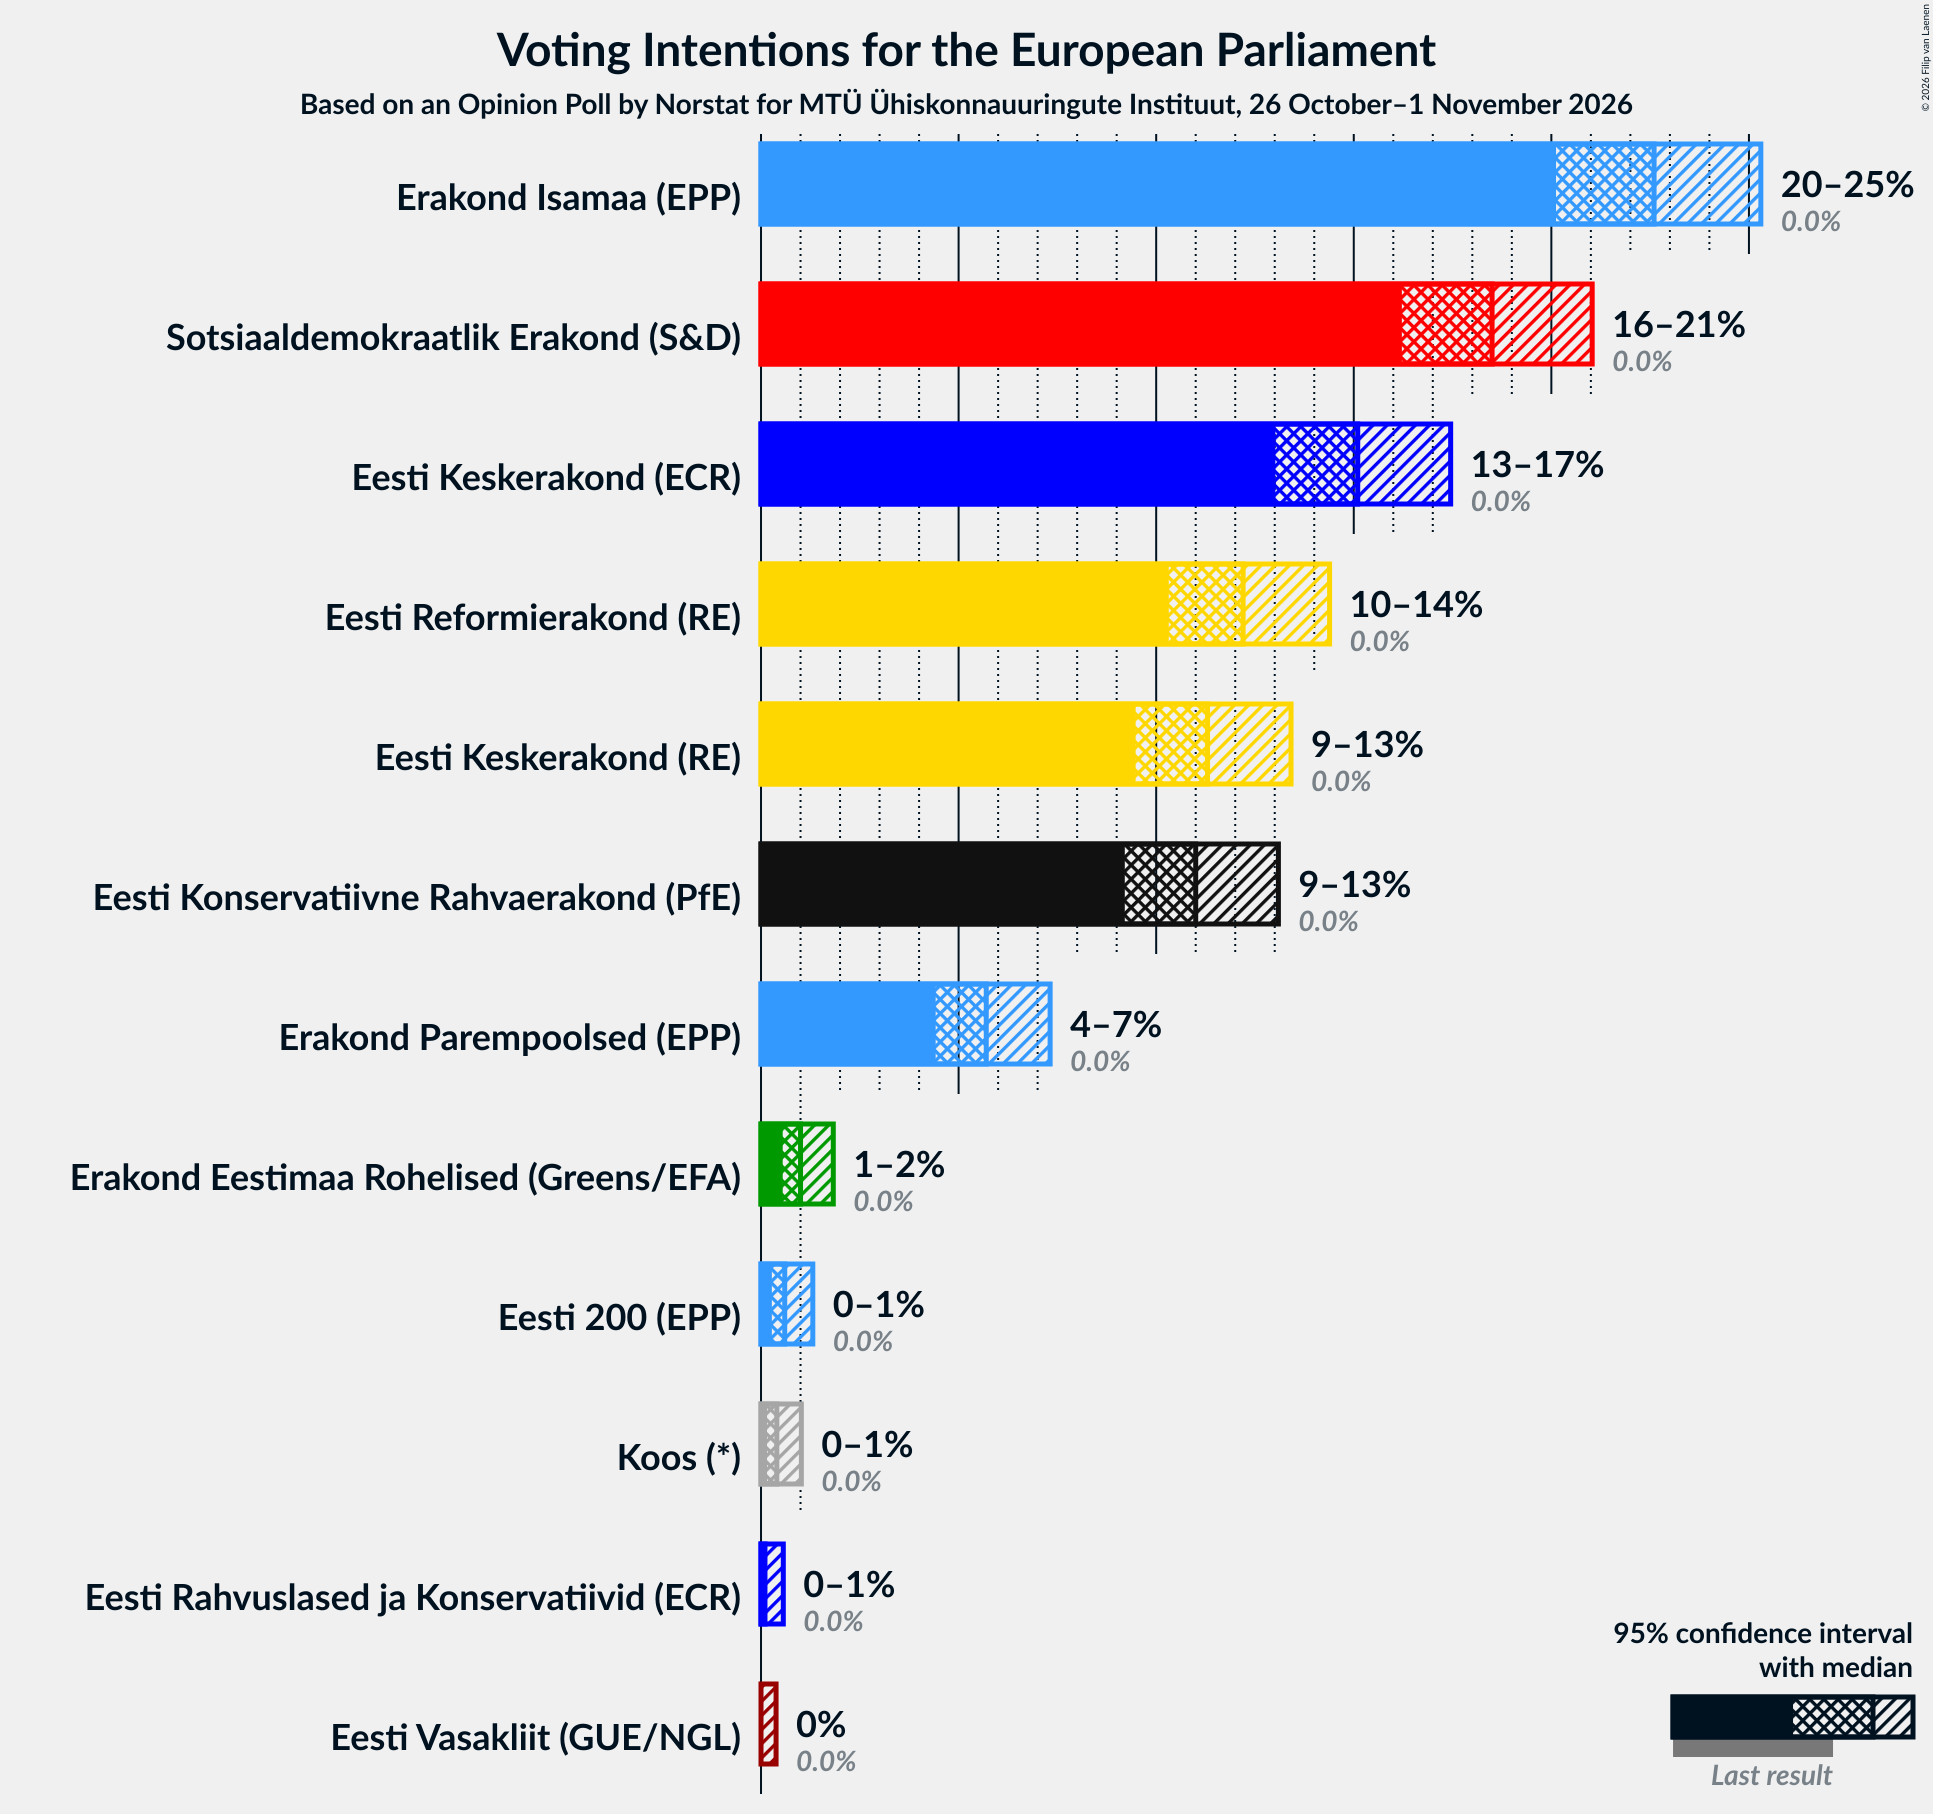 Voting Intentions for the European Parliament
Based on an Opinion Poll by Norstat for MTÜ Ühiskonnauuringute Instituut, 26 October–1 November 2026
© 2026 Filip van Laenen
Erakond Isamaa (EPP)
20–25%
0.0%
Sotsiaaldemokraatlik Erakond (S&D)
16–21%
0.0%
Eesti Keskerakond (ECR)
13–17%
0.0%
Eesti Reformierakond (RE)
10–14%
0.0%
Eesti Keskerakond (RE)
9–13%
0.0%
Eesti Konservatiivne Rahvaerakond (PfE)
9–13%
0.0%
Erakond Parempoolsed (EPP)
4–7%
0.0%
Erakond Eestimaa Rohelised (Greens/EFA)
1–2%
0.0%
Eesti 200 (EPP)
0–1%
0.0%
Koos (*)
0–1%
0.0%
Eesti Rahvuslased ja Konservatiivid (ECR)
0–1%
0.0%
Eesti Vasakliit (GUE/NGL)
0%
0.0%
95% confidence interval
with median
Last result